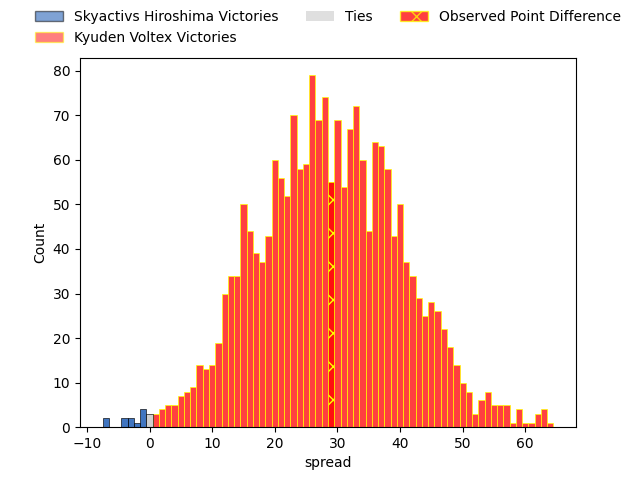 Skyactivs Hiroshima Victories
Ties
Observed Point Difference
Kyuden Voltex Victories
80
70
60
50
40
30
20
10
0
Count
−10
0
10
20
30
40
50
60
spread